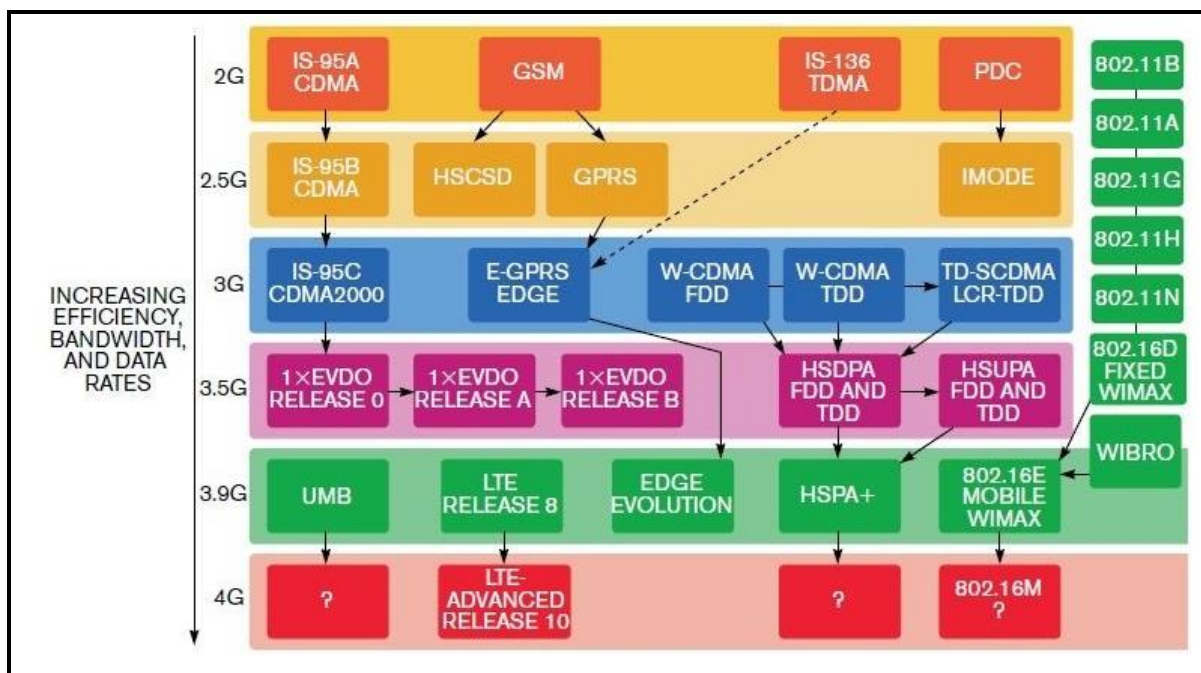 2G
IS-95A
CDMA
GSM
IS-136
TDMA
PDC
802.11B
802.11A
2.5G
IS-95B
CDMA
HSCSD
GPRS
IMODE
802.11G
802.11H
INCREASING
EFFICIENCY,
BANDWIDTH,
AND DATA
RATES
3G
IS-95C
CDMA2000
E-GPRS
EDGE
W-CDMA
FDD
W-CDMA
TDD
TD-SCDMA
LCR-TDD
802.11N
802.16D
FIXED
WIMAX
3.5G
1×EVDO
RELEASE 0
1×EVDO
RELEASE A
1×EVDO
RELEASE B
HSDPA
FDD AND
TDD
HSUPA
FDD AND
TDD
WIBRO
3.9G
UMB
LTE
RELEASE 8
EDGE
EVOLUTION
HSPA+
802.16E
MOBILE
WIMAX
4G
?
LTE-
ADVANCED
RELEASE 10
?
802.16M
?